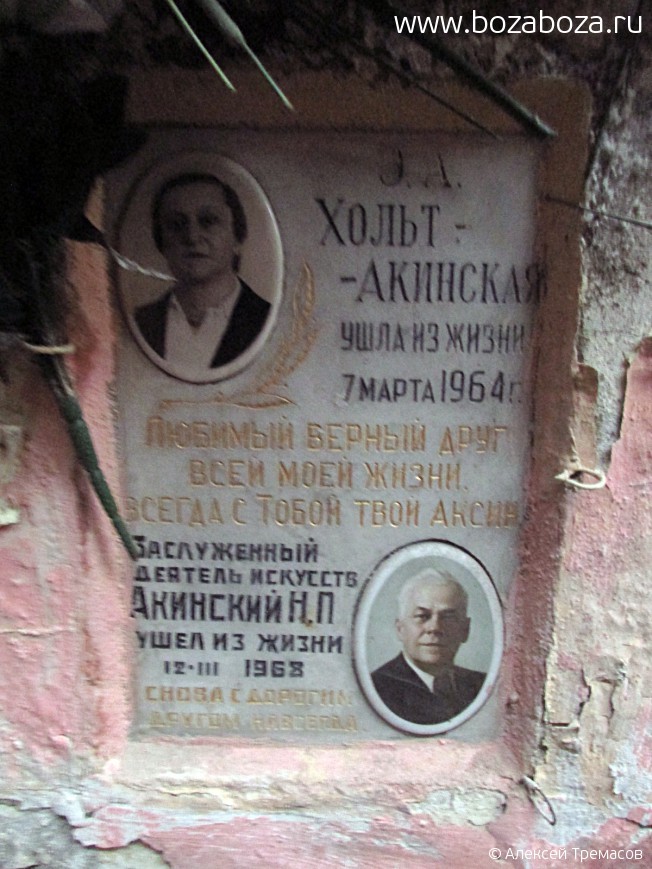 www.bozaboza.ru
Э.А.
ХОЛЬТ-
-АКИНСКАЯ
УШЛА ИЗ ЖИЗНИ
7 МАРТА 1964 г.
ЛЮБИМЫЙ ВЕРНЫЙ ДРУГ
ВСЕЙ МОЕЙ ЖИЗНИ.
ВСЕГДА С ТОБОЙ ТВОЙ АКСИН
ЗАСЛУЖЕННЫЙ
ДЕЯТЕЛЬ ИСКУССТВ
АКИНСКИЙ Н.П
УШЕЛ ИЗ ЖИЗНИ
12-III 1968
СНОВА С ДОРОГИМ
ДРУГОМ НАВСЕГДА
© Алексей Тремасов